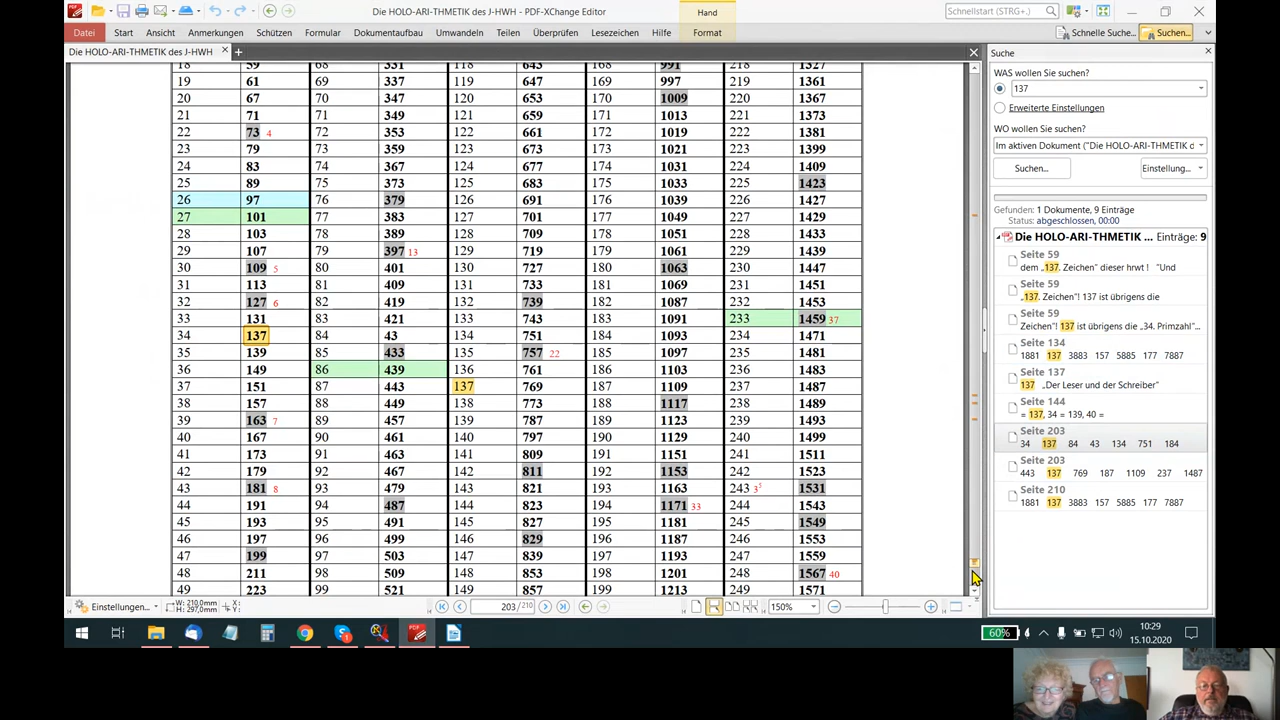 Die HOLO-ARI-THMETIK des J-HWH - PDF-XChange Editor
Hand
Schnellstart (STRG+.)
Datei Start Ansicht Anmerkungen Schützen Formular Dokumentaufbau Umwandeln Teilen Überprüfen Lesezeichen Hilfe Format Schnelle Suche... Suchen...
Die HOLO-ARI-THMETIK des J-HWH
18 59 68 331 118 643 168 991 218 1327
19 61 69 337 119 647 169 997 219 1361
20 67 70 347 120 653 170 1009 220 1367
21 71 71 349 121 659 171 1013 221 1373
22 73 4 72 353 122 661 172 1019 222 1381
23 79 73 359 123 673 173 1021 223 1399
24 83 74 367 124 677 174 1031 224 1409
25 89 75 373 125 683 175 1033 225 1423
26 97 76 379 126 691 176 1039 226 1427
27 101 77 383 127 701 177 1049 227 1429
28 103 78 389 128 709 178 1051 228 1433
29 107 79 397 13 129 719 179 1061 229 1439
30 109 5 80 401 130 727 180 1063 230 1447
31 113 81 409 131 733 181 1069 231 1451
32 127 6 82 419 132 739 182 1087 232 1453
33 131 83 421 133 743 183 1091 233 1459 37
34 137 84 43 134 751 184 1093 234 1471
35 139 85 433 135 757 22 185 1097 235 1481
36 149 86 439 136 761 186 1103 236 1483
37 151 87 443 137 769 187 1109 237 1487
38 157 88 449 138 773 188 1117 238 1489
39 163 7 89 457 139 787 189 1123 239 1493
40 167 90 461 140 797 190 1129 240 1499
41 173 91 463 141 809 191 1151 241 1511
42 179 92 467 142 811 192 1153 242 1523
43 181 8 93 479 143 821 193 1163 243 3⁵ 1531
44 191 94 487 144 823 194 1171 33 244 1543
45 193 95 491 145 827 195 1181 245 1549
46 197 96 499 146 829 196 1187 246 1553
47 199 97 503 147 839 197 1193 247 1559
48 211 98 509 148 853 198 1201 248 1567 40
49 223 99 521 149 857 199 1213 249 1571
Einstellungen... W: 210.0mm H: 297.0mm X: Y: 203 / 210 150%
Suche
WAS wollen Sie suchen?
137
Erweiterte Einstellungen
WO wollen Sie suchen?
Im aktiven Dokument ("Die HOLO-ARI-THMETIK d
Suchen... Einstellung...
Gefunden: 1 Dokumente, 9 Einträge
Status: abgeschlossen, 00:00
Die HOLO-ARI-THMETIK ... Einträge: 9
Seite 59
dem „137. Zeichen" dieser hrwt ! "Und
Seite 59
„137. Zeichen"! 137 ist übrigens die
Seite 59
Zeichen"! 137 ist übrigens die „34. Primzahl"...
Seite 134
1881 137 3883 157 5885 177 7887
Seite 137
137 „Der Leser und der Schreiber"
Seite 144
= 137, 34 = 139, 40 =
Seite 203
34 137 84 43 134 751 184
Seite 203
443 137 769 187 1109 237 1487
Seite 210
1881 137 3883 157 5885 177 7887
60% 10:29
15.10.2020